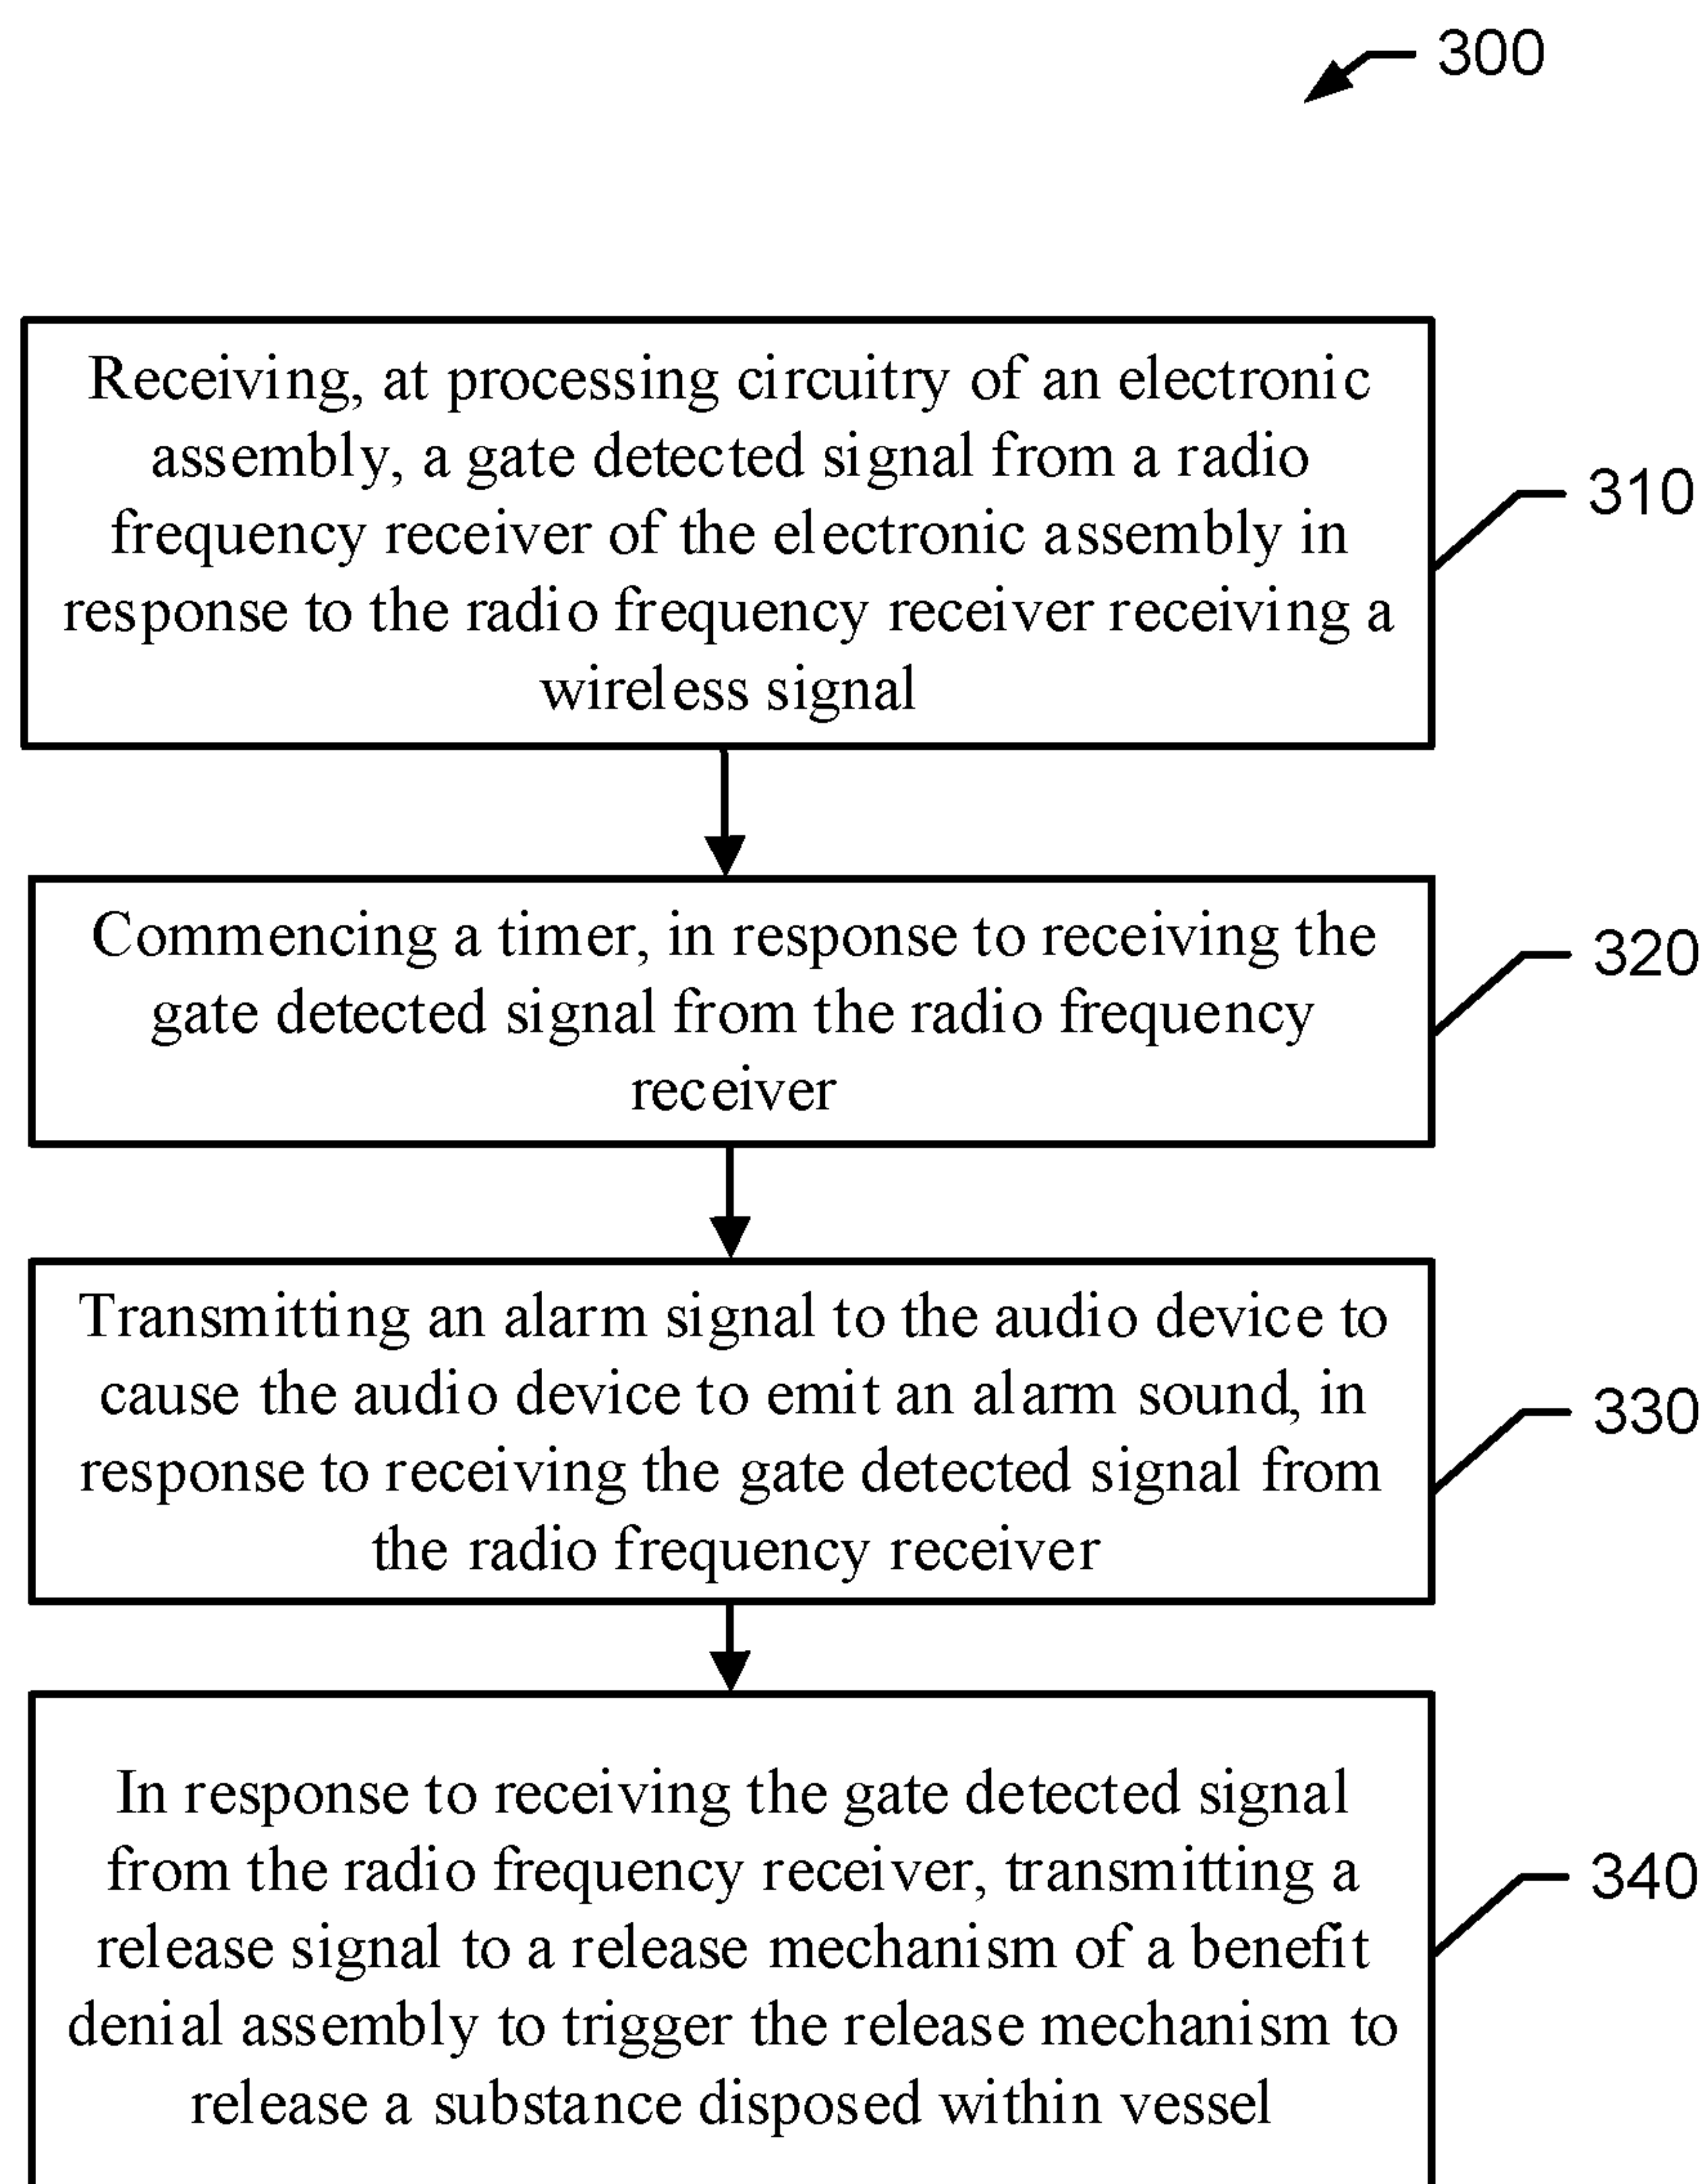 300
Receiving, at processing circuitry of an electronic
assembly, a gate detected signal from a radio
frequency receiver of the electronic assembly in
response to the radio frequency receiver receiving a
wireless signal
310
Commencing a timer, in response to receiving the
gate detected signal from the radio frequency
receiver
320
Transmitting an alarm signal to the audio device to
cause the audio device to emit an alarm sound, in
response to receiving the gate detected signal from
the radio frequency receiver
330
In response to receiving the gate detected signal
from the radio frequency receiver, transmitting a
release signal to a release mechanism of a benefit
denial assembly to trigger the release mechanism to
release a substance disposed within vessel
340